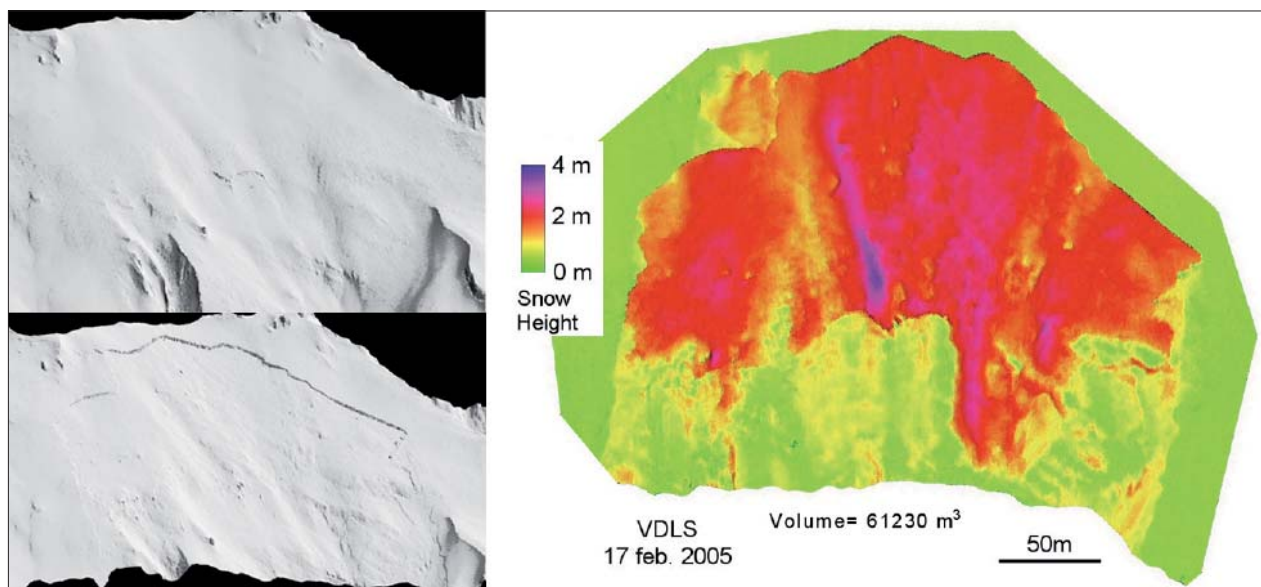 4 m
2 m
0 m
Snow
Height
VDLS
17 feb. 2005
Volume= 61230 m³
50m